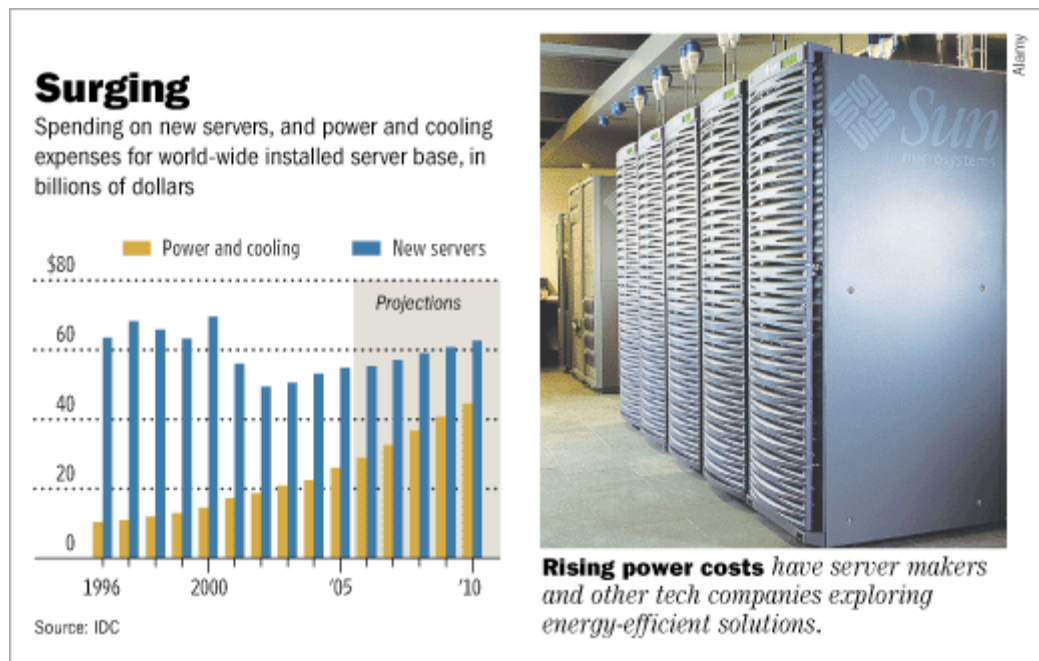 Surging
Spending on new servers, and power and cooling
expenses for world-wide installed server base, in
billions of dollars
Power and cooling
New servers
$80
Projections
60
40
20
0
1996
2000
'05
'10
Source: IDC
Alamy
Sun
microsystems
Rising power costs have server makers
and other tech companies exploring
energy-efficient solutions.